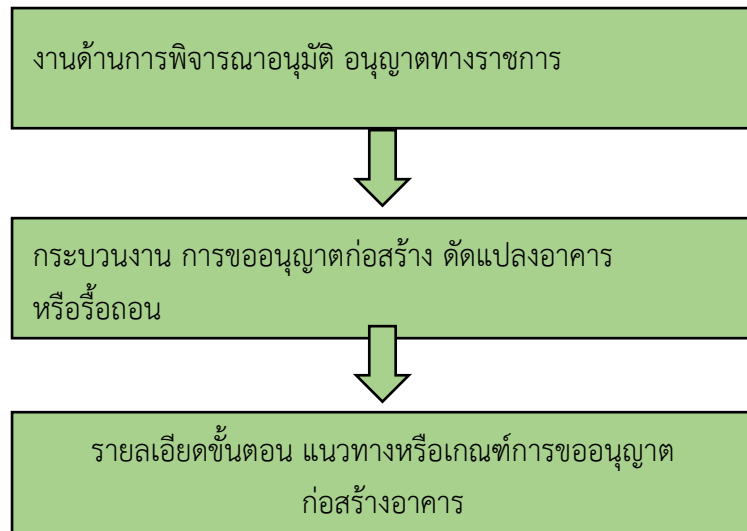 งานด้านการพิจารณาอนุมัติ อนุญาตทางราชการ
กระบวนงาน การขออนุญาตก่อสร้าง ดัดแปลงอาคาร
หรือรื้อถอน
รายลเอียดขั้นตอน แนวทางหรือเกณฑ์การขออนุญาต
ก่อสร้างอาคาร